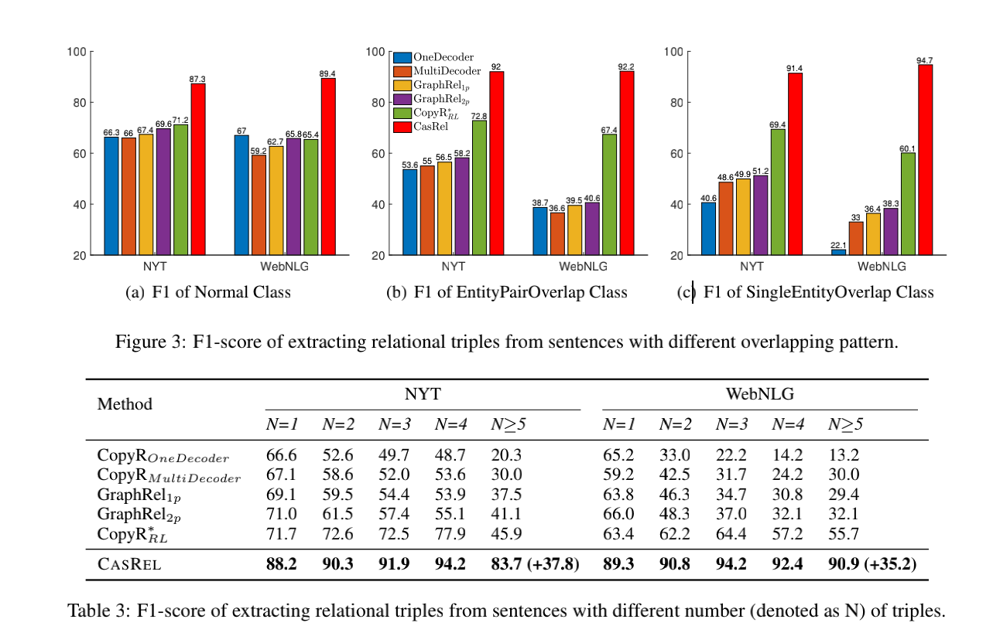 100
80
60
40
20
66.3 66 67.4 69.6 71.2 87.3
67 59.2 62.7 65.8 65.4 89.4
NYT WebNLG
(a) F1 of Normal Class
100
80
60
40
20
OneDecoder
MultiDecoder
GraphRel1p
GraphRel2p
CopyR*RL
CasRel
53.6 55 56.5 58.2 72.8 92
38.7 36.6 39.5 40.6 67.4 92.2
NYT WebNLG
(b) F1 of EntityPairOverlap Class
100
80
60
40
20
40.6 48.6 49.9 51.2 69.4 91.4
22.1 33 36.4 38.3 60.1 94.7
NYT WebNLG
(c) F1 of SingleEntityOverlap Class
Figure 3: F1-score of extracting relational triples from sentences with different overlapping pattern.
Method NYT WebNLG
N=1 N=2 N=3 N=4 N≥5 N=1 N=2 N=3 N=4 N≥5
CopyROneDecoder 66.6 52.6 49.7 48.7 20.3 65.2 33.0 22.2 14.2 13.2
CopyRMultiDecoder 67.1 58.6 52.0 53.6 30.0 59.2 42.5 31.7 24.2 30.0
GraphRel1p 69.1 59.5 54.4 53.9 37.5 63.8 46.3 34.7 30.8 29.4
GraphRel2p 71.0 61.5 57.4 55.1 41.1 66.0 48.3 37.0 32.1 32.1
CopyR*RL 71.7 72.6 72.5 77.9 45.9 63.4 62.2 64.4 57.2 55.7
CASREL 88.2 90.3 91.9 94.2 83.7 (+37.8) 89.3 90.8 94.2 92.4 90.9 (+35.2)
Table 3: F1-score of extracting relational triples from sentences with different number (denoted as N) of triples.